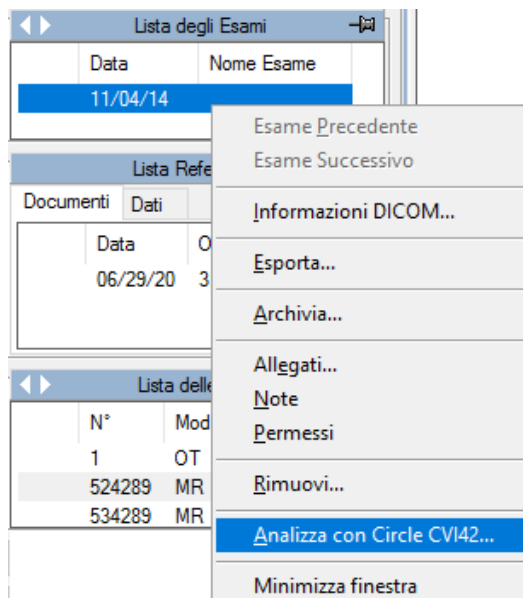 Lista degli Esami
Data Nome Esame
11/04/14
Esame Precedente
Esame Successivo
Lista Refe
Documenti Dati
Informazioni DICOM...
Data O
Esporta...
06/29/20 3
Archivia...
Allegati...
Lista delle
Note
N° Mod
Permessi
1 OT
524289 MR
Rimuovi...
534289 MR
Analizza con Circle CVI42...
Minimizza finestra